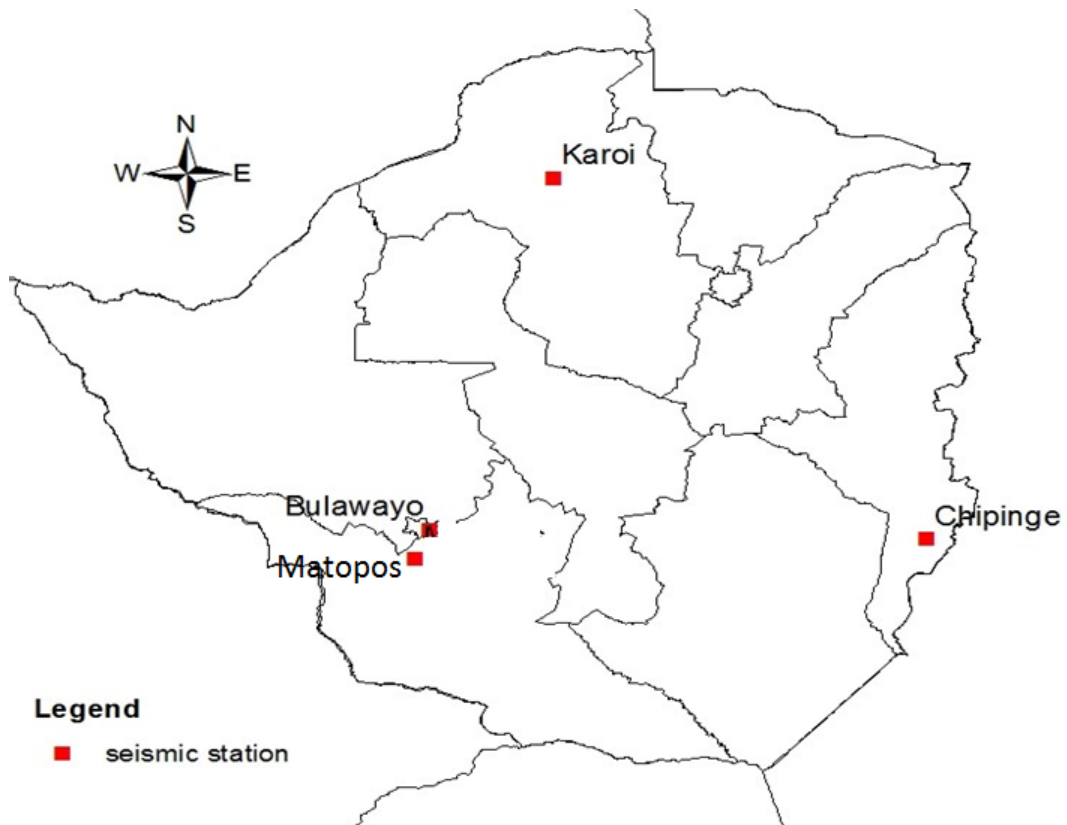 N
Karoi
W E
S
Bulawayo
Chipinge
Matopos
Legend
seismic station